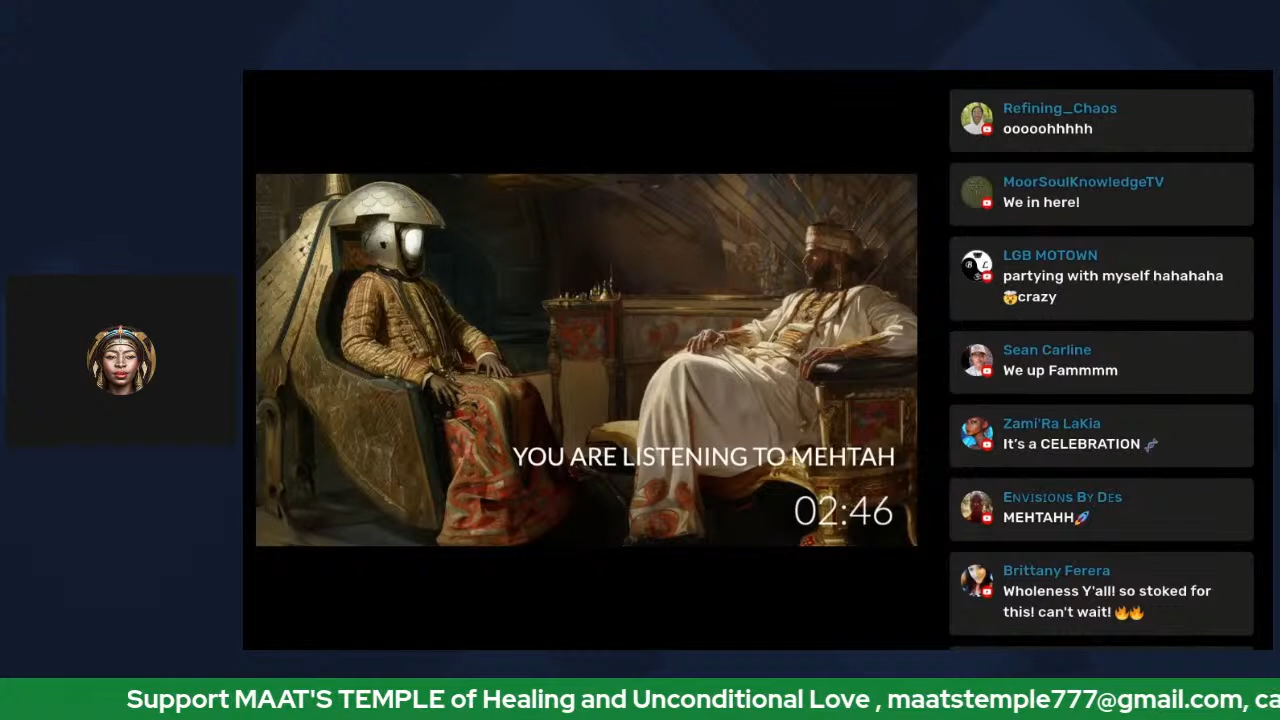 YOU ARE LISTENING TO MEHTAH
02:46
Refining_Chaos
ooooohhhhh
MoorSoulKnowledgeTV
We in here!
LGB MOTOWN
partying with myself hahahaha
🤯crazy
Sean Carline
We up Fammmm
Zami'Ra LaKia
It's a CELEBRATION 🧬
Envisions By Des
MEHTAHH🚀
Brittany Ferera
Wholeness Y'all! so stoked for
this! can't wait! 🔥🔥
Support MAAT'S TEMPLE of Healing and Unconditional Love , maatstemple777@gmail.com, ca